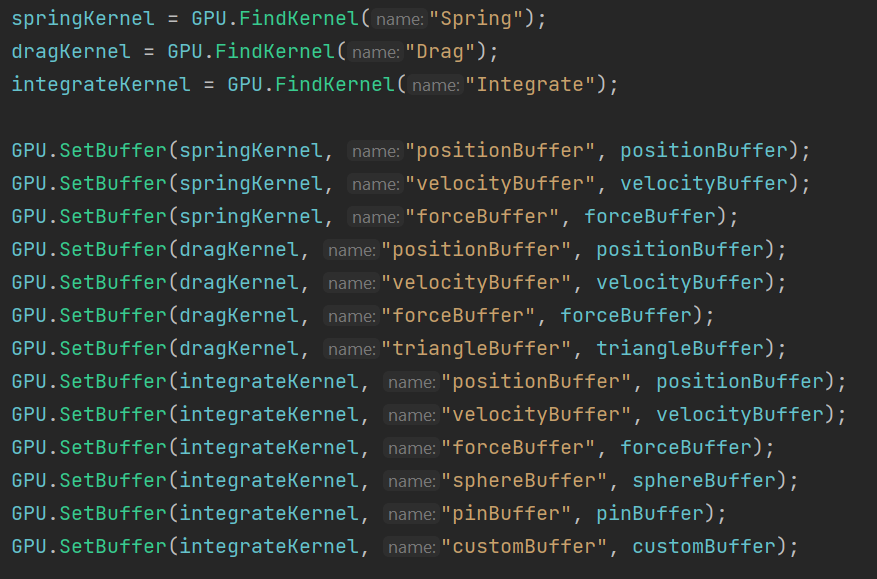 springKernel = GPU.FindKernel( name: "Spring");
dragKernel = GPU.FindKernel( name: "Drag");
integrateKernel = GPU.FindKernel( name: "Integrate");
GPU.SetBuffer(springKernel, name: "positionBuffer", positionBuffer);
GPU.SetBuffer(springKernel, name: "velocityBuffer", velocityBuffer);
GPU.SetBuffer(springKernel, name: "forceBuffer", forceBuffer);
GPU.SetBuffer(dragKernel, name: "positionBuffer", positionBuffer);
GPU.SetBuffer(dragKernel, name: "velocityBuffer", velocityBuffer);
GPU.SetBuffer(dragKernel, name: "forceBuffer", forceBuffer);
GPU.SetBuffer(dragKernel, name: "triangleBuffer", triangleBuffer);
GPU.SetBuffer(integrateKernel, name: "positionBuffer", positionBuffer);
GPU.SetBuffer(integrateKernel, name: "velocityBuffer", velocityBuffer);
GPU.SetBuffer(integrateKernel, name: "forceBuffer", forceBuffer);
GPU.SetBuffer(integrateKernel, name: "sphereBuffer", sphereBuffer);
GPU.SetBuffer(integrateKernel, name: "pinBuffer", pinBuffer);
GPU.SetBuffer(integrateKernel, name: "customBuffer", customBuffer);